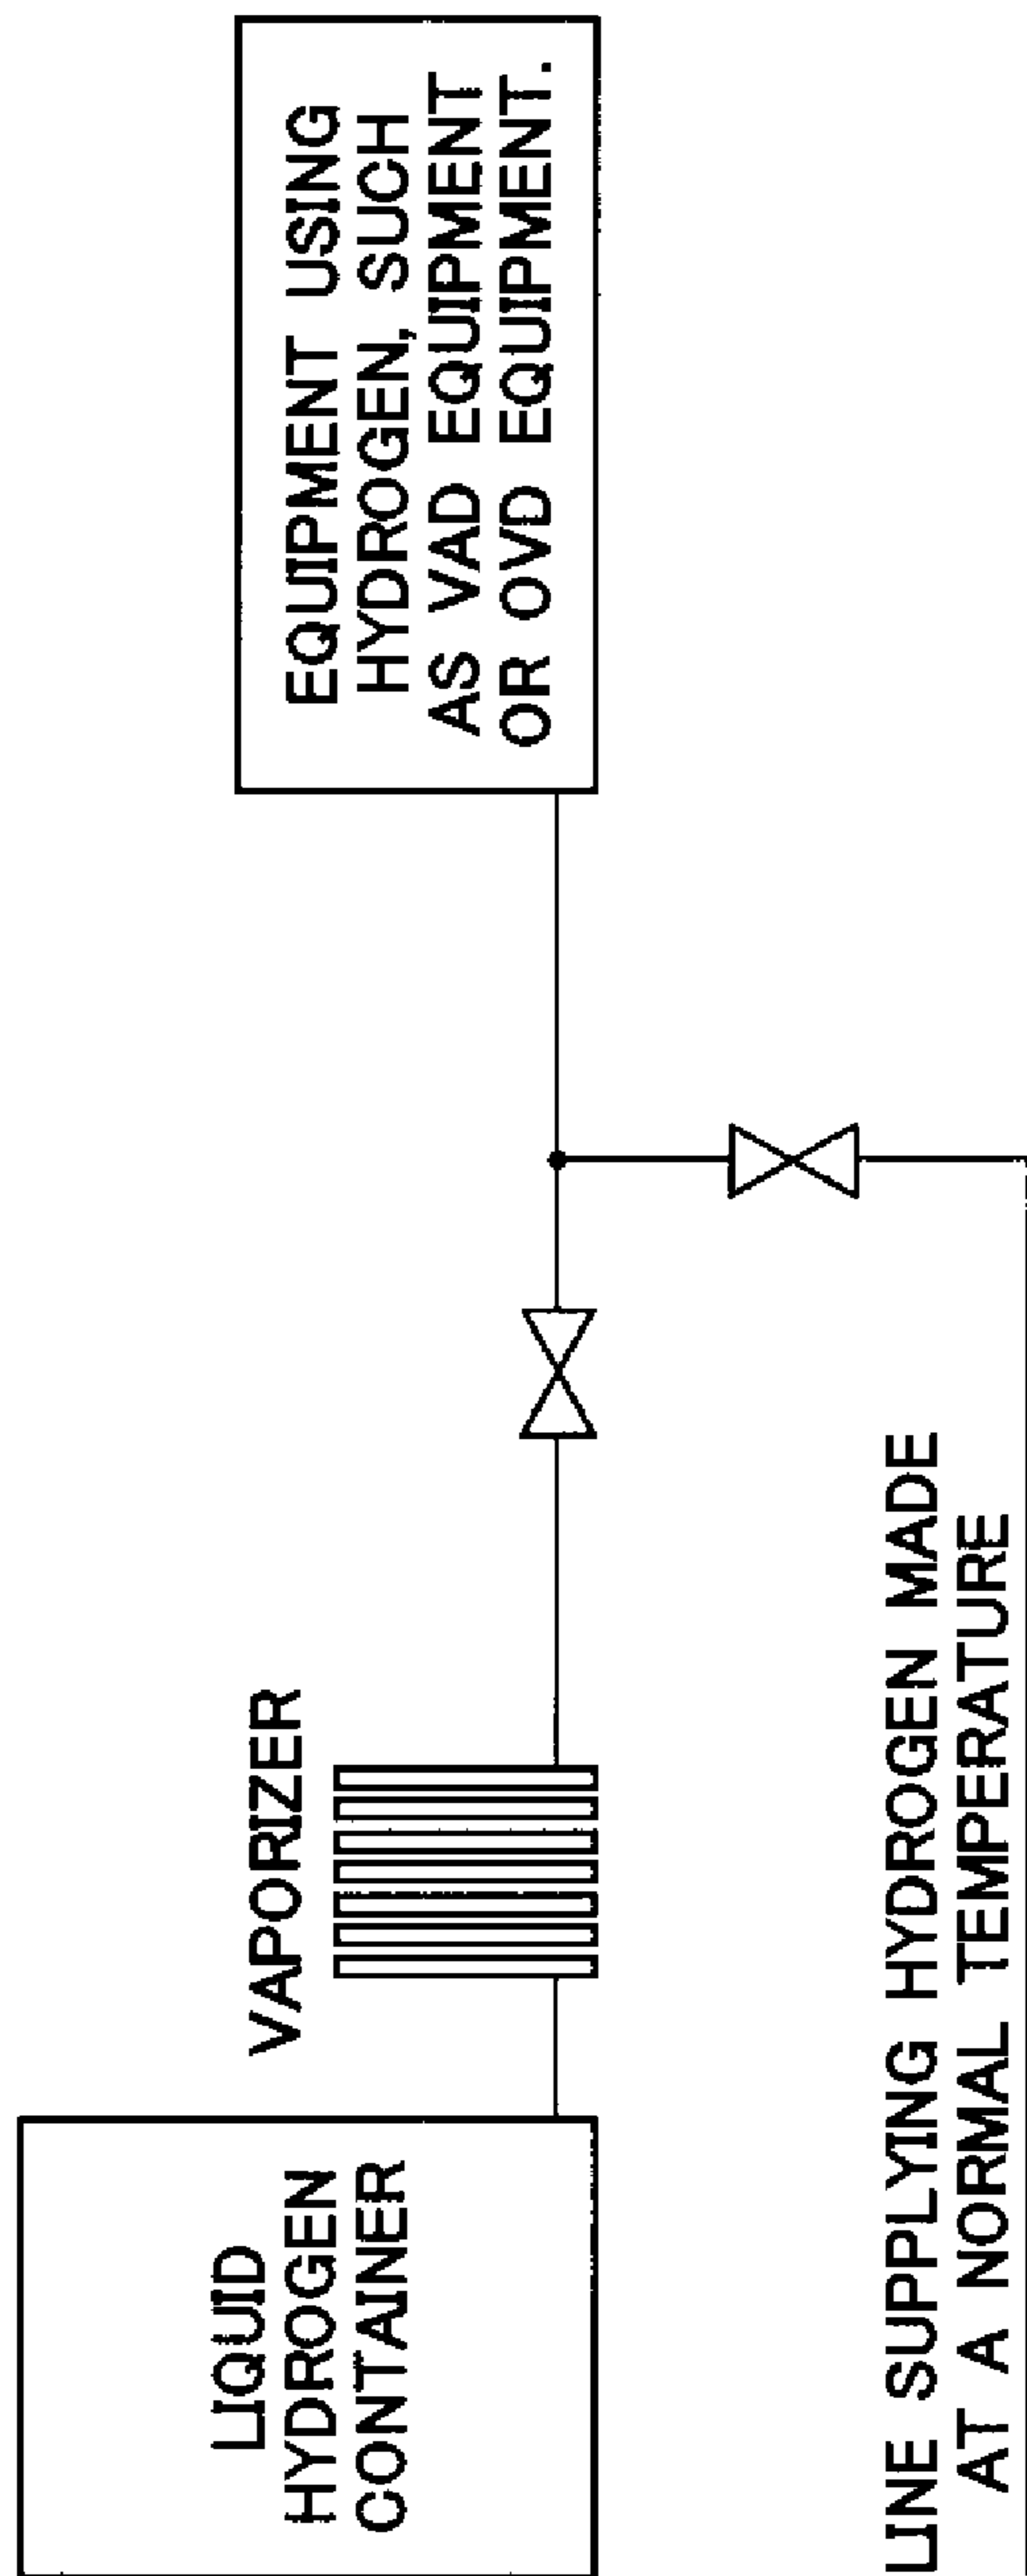 LIQUID
HYDROGEN
CONTAINER
VAPORIZER
EQUIPMENT USING
HYDROGEN, SUCH
AS VAD EQUIPMENT
OR OVD EQUIPMENT.
LINE SUPPLYING HYDROGEN MADE
AT A NORMAL TEMPERATURE